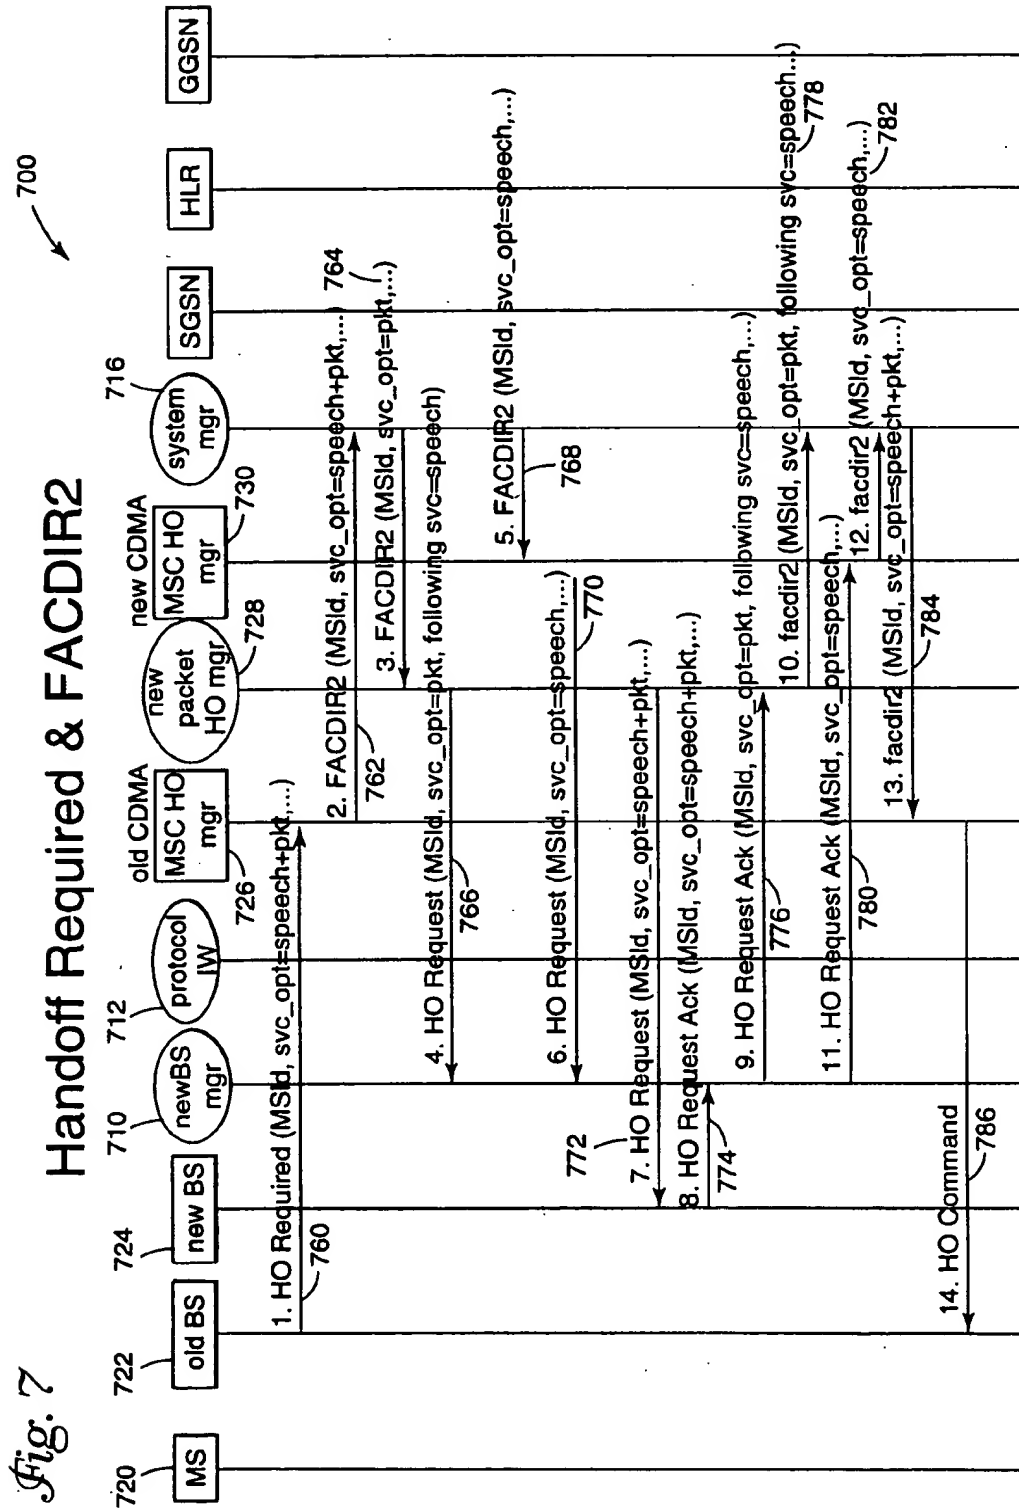 Fig. 7
Handoff Required & FACDIR2
700
720
MS
722
old BS
724
new BS
710
newBS
mgr
712
protocol
IW
old CDMA
MSC HO
mgr
726
new
packet
HO mgr
728
new CDMA
MSC HO
mgr
730
system
mgr
716
SGSN
HLR
GGSN
1. HO Required (MSId, svc_opt=speech+pkt,...)
760
2. FACDIR2 (MSId, svc_opt=speech+pkt,...)
762
3. FACDIR2 (MSId, svc_opt=pkt,...)
764
4. HO Request (MSId, svc_opt=pkt, following svc=speech)
766
5. FACDIR2 (MSId, svc_opt=speech,...)
768
6. HO Request (MSId, svc_opt=speech,...)
770
7. HO Request (MSId, svc_opt=speech+pkt,...)
772
8. HO Request Ack (MSId, svc_opt=speech+pkt,...)
774
9. HO Request Ack (MSId, svc_opt=pkt, following svc=speech,...)
776
10. facdir2 (MSId, svc_opt=pkt, following svc=speech...)
778
11. HO Request Ack (MSId, svc_opt=speech,...)
780
12. facdir2 (MSId, svc_opt=speech,...)
782
13. facdir2 (MSId, svc_opt=speech+pkt,...)
784
14. HO Command
786